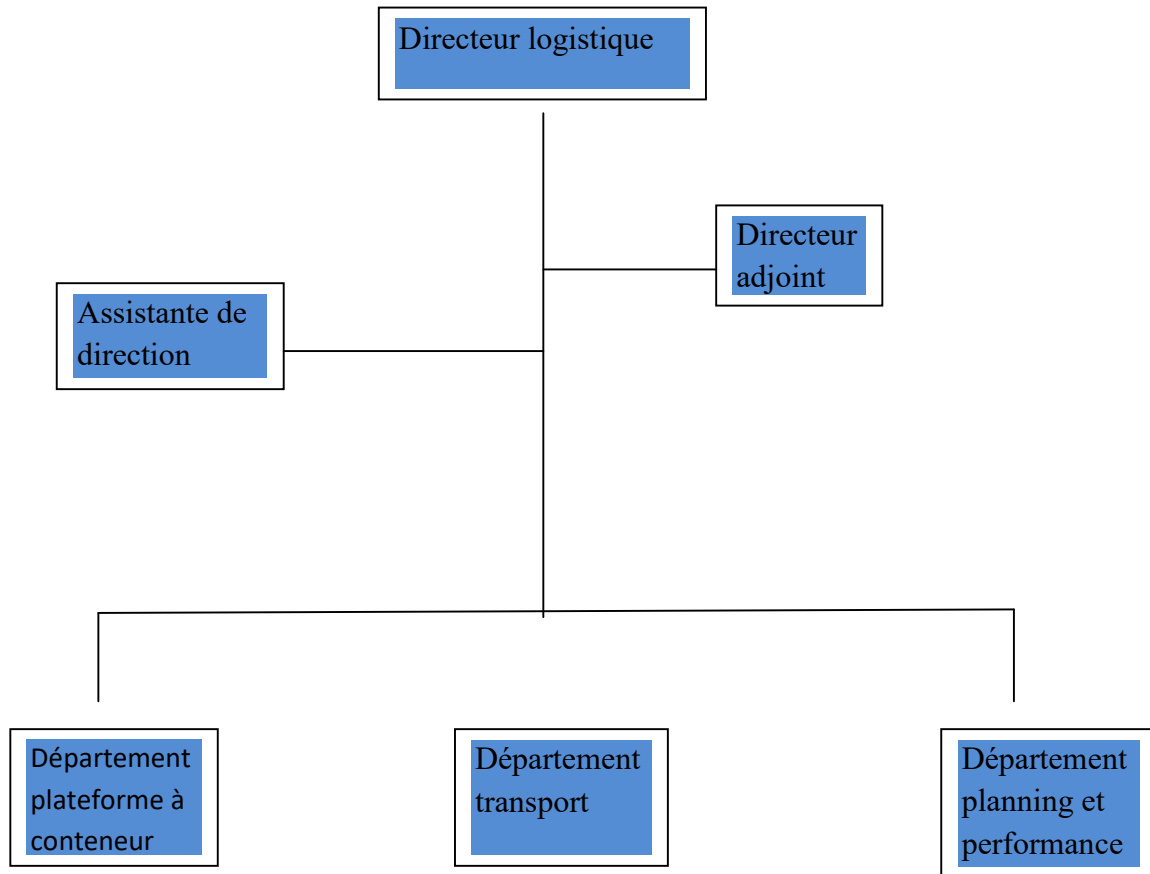 Directeur logistique
Directeur
adjoint
Assistante de
direction
Département
plateforme à
conteneur
Département
transport
Département
planning et
performance